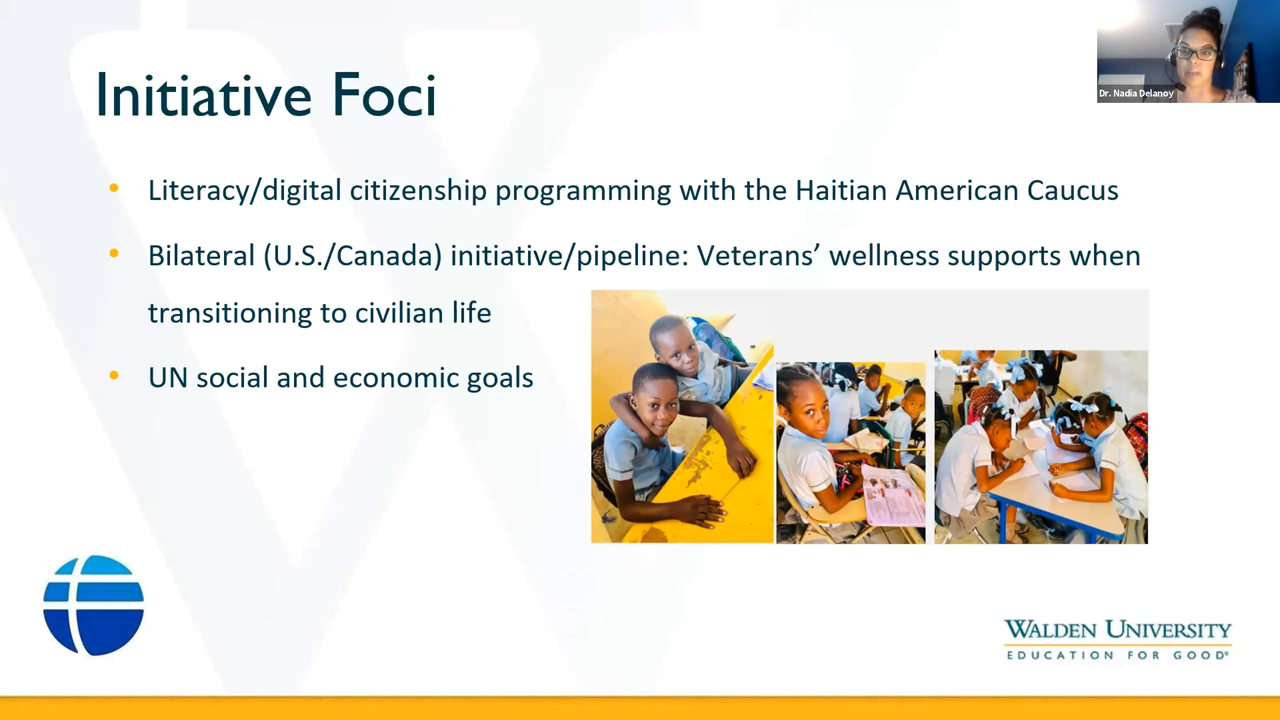 Initiative Foci
Dr. Nadia Delanoy
• Literacy/digital citizenship programming with the Haitian American Caucus
• Bilateral (U.S./Canada) initiative/pipeline: Veterans’ wellness supports when
transitioning to civilian life
• UN social and economic goals
WALDEN UNIVERSITY
EDUCATION FOR GOOD®